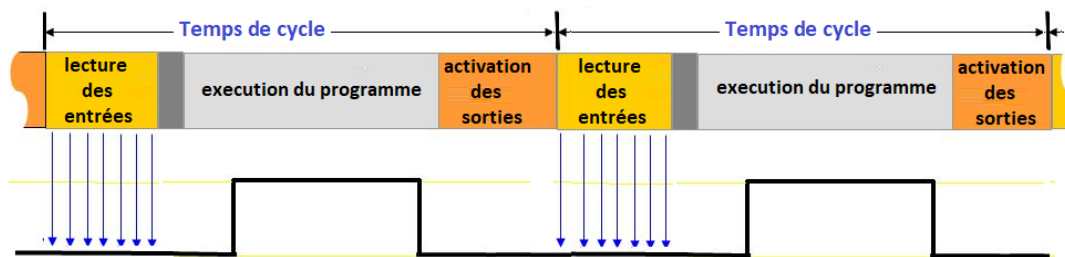 Temps de cycle
Temps de cycle
lecture
des
entrées
execution du programme
activation
des
sorties
lecture
des
entrées
execution du programme
activation
des
sorties